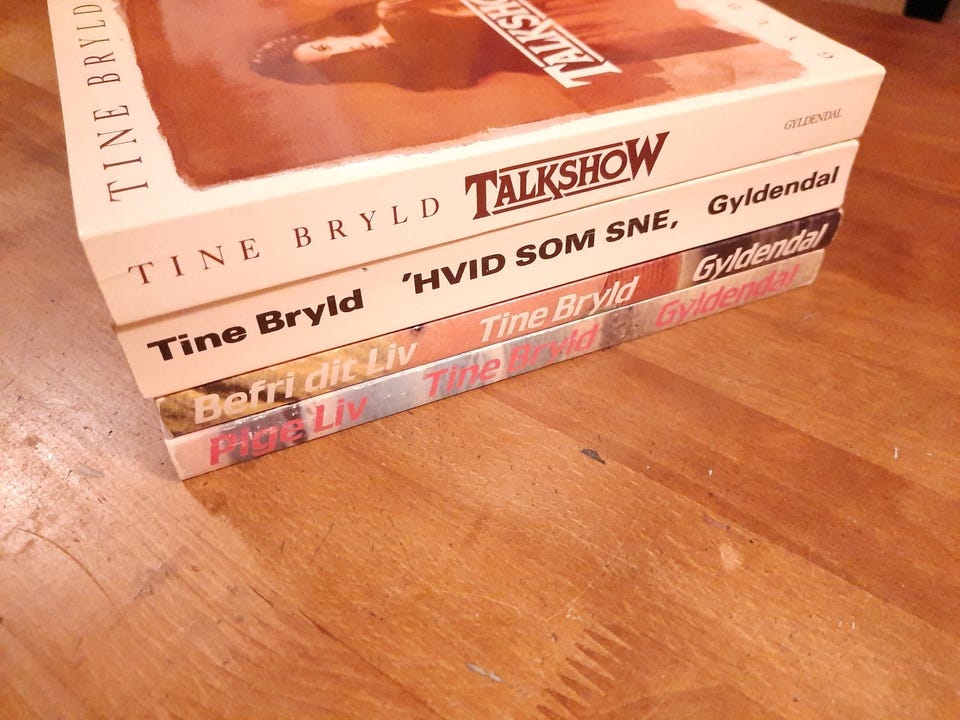 TINE BRYLD
TALKSHOW
TINE BRYLD TALKSHOW GYLDENDAL
Tine Bryld 'HVID SOM SNE, Gyldendal
Befri dit Liv Tine Bryld Gyldendal
Pige Liv Tine Bryld Gyldendal